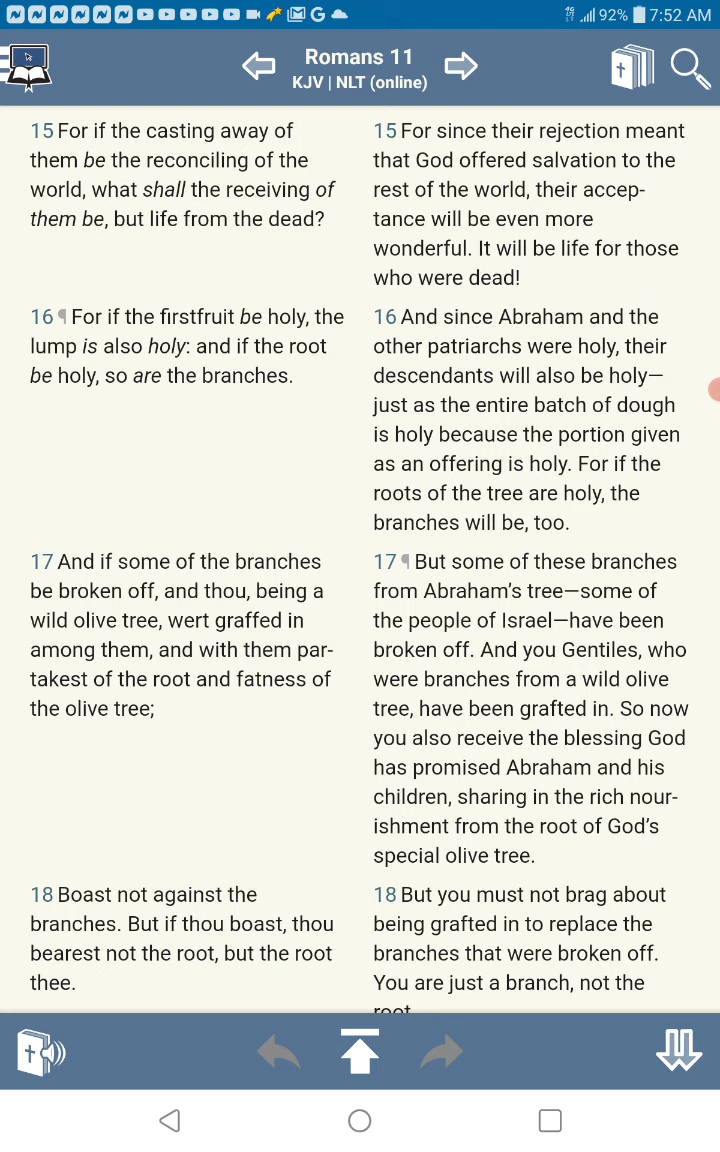 92% 7:52 AM
Romans 11
KJV | NLT (online)
15 For if the casting away of
them be the reconciling of the
world, what shall the receiving of
them be, but life from the dead?
16 ¶ For if the firstfruit be holy, the
lump is also holy: and if the root
be holy, so are the branches.
17 And if some of the branches
be broken off, and thou, being a
wild olive tree, wert graffed in
among them, and with them par-
takest of the root and fatness of
the olive tree;
18 Boast not against the
branches. But if thou boast, thou
bearest not the root, but the root
thee.
15 For since their rejection meant
that God offered salvation to the
rest of the world, their accep-
tance will be even more
wonderful. It will be life for those
who were dead!
16 And since Abraham and the
other patriarchs were holy, their
descendants will also be holy—
just as the entire batch of dough
is holy because the portion given
as an offering is holy. For if the
roots of the tree are holy, the
branches will be, too.
17 ¶ But some of these branches
from Abraham's tree—some of
the people of Israel—have been
broken off. And you Gentiles, who
were branches from a wild olive
tree, have been grafted in. So now
you also receive the blessing God
has promised Abraham and his
children, sharing in the rich nour-
ishment from the root of God's
special olive tree.
18 But you must not brag about
being grafted in to replace the
branches that were broken off.
You are just a branch, not the
root